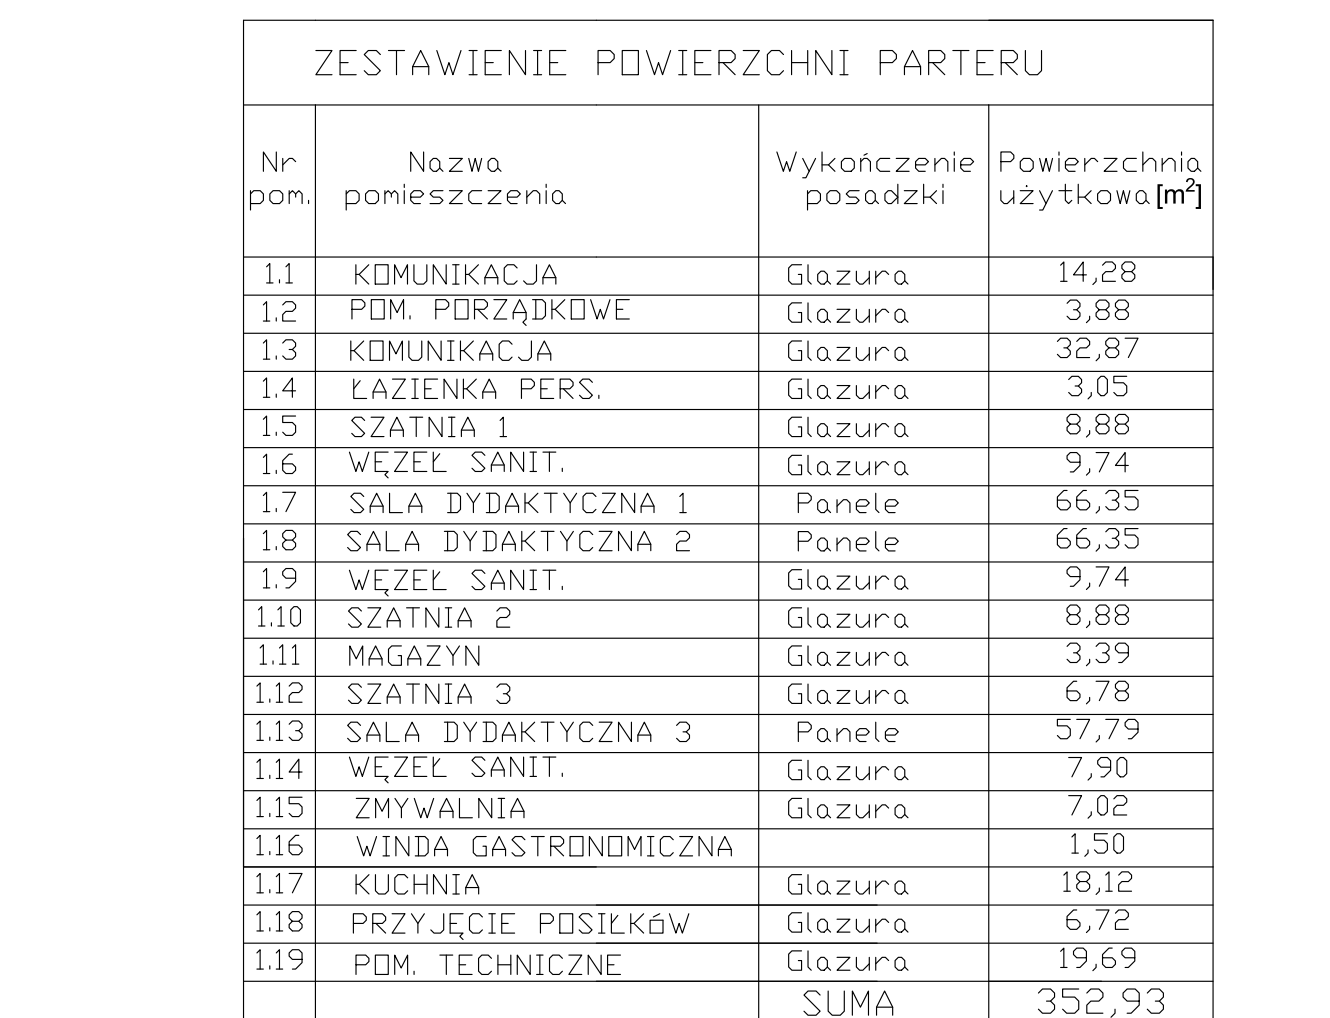 ZESTAWIENIE POWIERZCHNI PARTERU
Nr pom. Nazwa pomieszczenia Wykończenie posadzki Powierzchnia użytkowa [m²]
1.1 KOMUNIKACJA Glazura 14,28
1.2 POM. PORZĄDKOWE Glazura 3,88
1.3 KOMUNIKACJA Glazura 32,87
1.4 ŁAZIENKA PERS. Glazura 3,05
1.5 SZATNIA 1 Glazura 8,88
1.6 WĘZEŁ SANIT. Glazura 9,74
1.7 SALA DYDAKTYCZNA 1 Panele 66,35
1.8 SALA DYDAKTYCZNA 2 Panele 66,35
1.9 WĘZEŁ SANIT. Glazura 9,74
1.10 SZATNIA 2 Glazura 8,88
1.11 MAGAZYN Glazura 3,39
1.12 SZATNIA 3 Glazura 6,78
1.13 SALA DYDAKTYCZNA 3 Panele 57,79
1.14 WĘZEŁ SANIT. Glazura 7,90
1.15 ZMYWALNIA Glazura 7,02
1.16 WINDA GASTRONOMICZNA 1,50
1.17 KUCHNIA Glazura 18,12
1.18 PRZYJĘCIE POSIŁKóW Glazura 6,72
1.19 POM. TECHNICZNE Glazura 19,69
SUMA 352,93